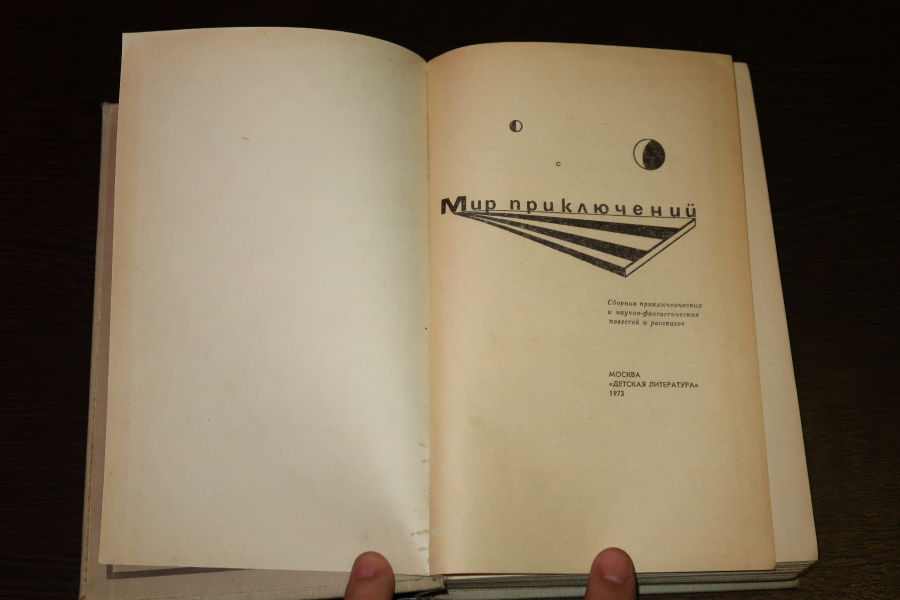 Мир приключений
Сборник приключенческих
и научно-фантастических
повестей и рассказов
МОСКВА
«ДЕТСКАЯ ЛИТЕРАТУРА»
1973